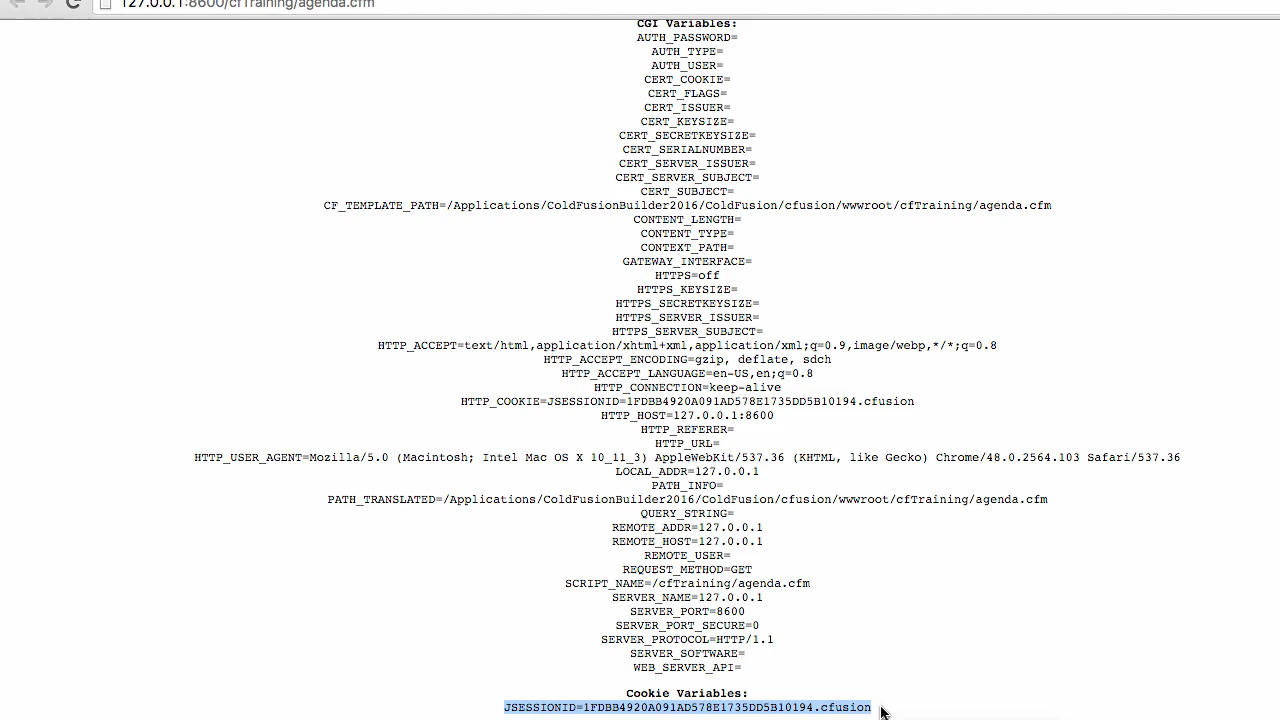 127.0.0.1:8600/cfTraining/agenda.cfm
CGI Variables:
AUTH_PASSWORD=
AUTH_TYPE=
AUTH_USER=
CERT_COOKIE=
CERT_FLAGS=
CERT_ISSUER=
CERT_KEYSIZE=
CERT_SECRETKEYSIZE=
CERT_SERIALNUMBER=
CERT_SERVER_ISSUER=
CERT_SERVER_SUBJECT=
CERT_SUBJECT=
CF_TEMPLATE_PATH=/Applications/ColdFusionBuilder2016/ColdFusion/cfusion/wwwroot/cfTraining/agenda.cfm
CONTENT_LENGTH=
CONTENT_TYPE=
CONTEXT_PATH=
GATEWAY_INTERFACE=
HTTPS=off
HTTPS_KEYSIZE=
HTTPS_SECRETKEYSIZE=
HTTPS_SERVER_ISSUER=
HTTPS_SERVER_SUBJECT=
HTTP_ACCEPT=text/html,application/xhtml+xml,application/xml;q=0.9,image/webp,*/*;q=0.8
HTTP_ACCEPT_ENCODING=gzip, deflate, sdch
HTTP_ACCEPT_LANGUAGE=en-US,en;q=0.8
HTTP_CONNECTION=keep-alive
HTTP_COOKIE=JSESSIONID=1FDBB4920A091AD578E1735DD5B10194.cfusion
HTTP_HOST=127.0.0.1:8600
HTTP_REFERER=
HTTP_URL=
HTTP_USER_AGENT=Mozilla/5.0 (Macintosh; Intel Mac OS X 10_11_3) AppleWebKit/537.36 (KHTML, like Gecko) Chrome/48.0.2564.103 Safari/537.36
LOCAL_ADDR=127.0.0.1
PATH_INFO=
PATH_TRANSLATED=/Applications/ColdFusionBuilder2016/ColdFusion/cfusion/wwwroot/cfTraining/agenda.cfm
QUERY_STRING=
REMOTE_ADDR=127.0.0.1
REMOTE_HOST=127.0.0.1
REMOTE_USER=
REQUEST_METHOD=GET
SCRIPT_NAME=/cfTraining/agenda.cfm
SERVER_NAME=127.0.0.1
SERVER_PORT=8600
SERVER_PORT_SECURE=0
SERVER_PROTOCOL=HTTP/1.1
SERVER_SOFTWARE=
WEB_SERVER_API=
Cookie Variables:
JSESSIONID=1FDBB4920A091AD578E1735DD5B10194.cfusion